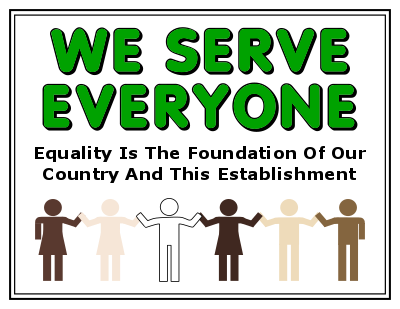 WE SERVE
EVERYONE
Equality Is The Foundation Of Our
Country And This Establishment